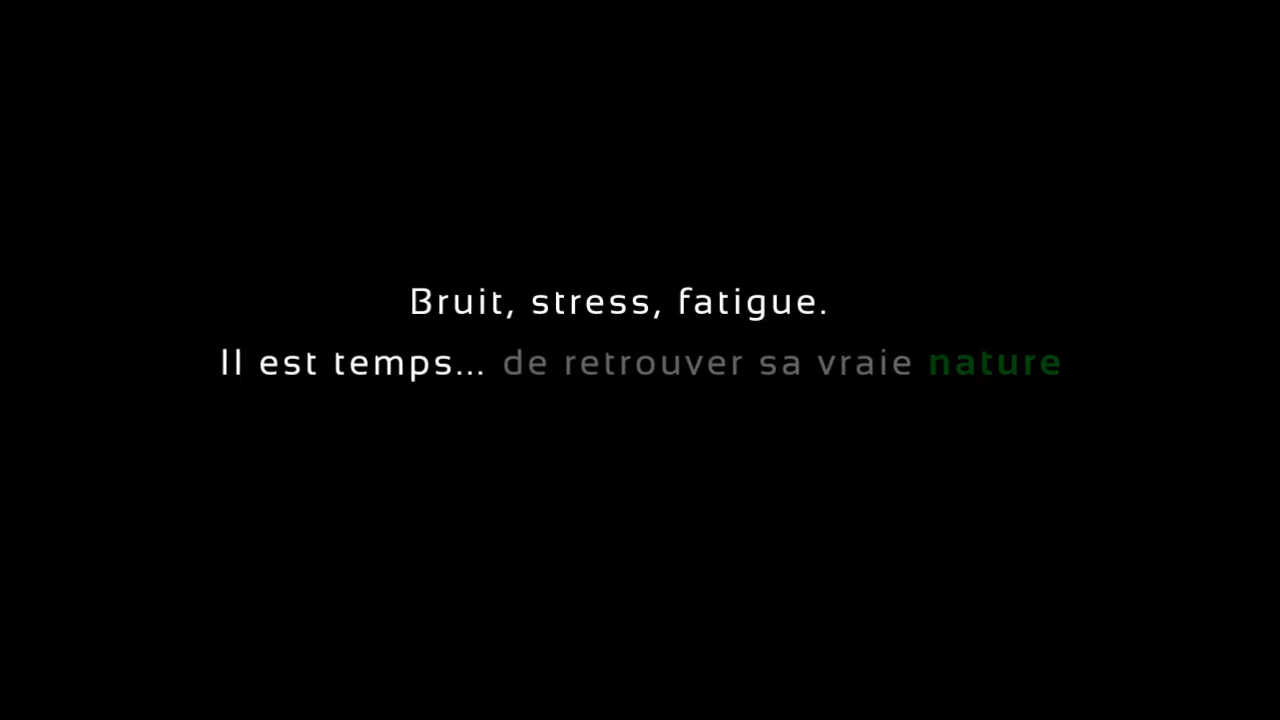 Bruit, stress, fatigue.
Il est temps... de retrouver sa vraie nature